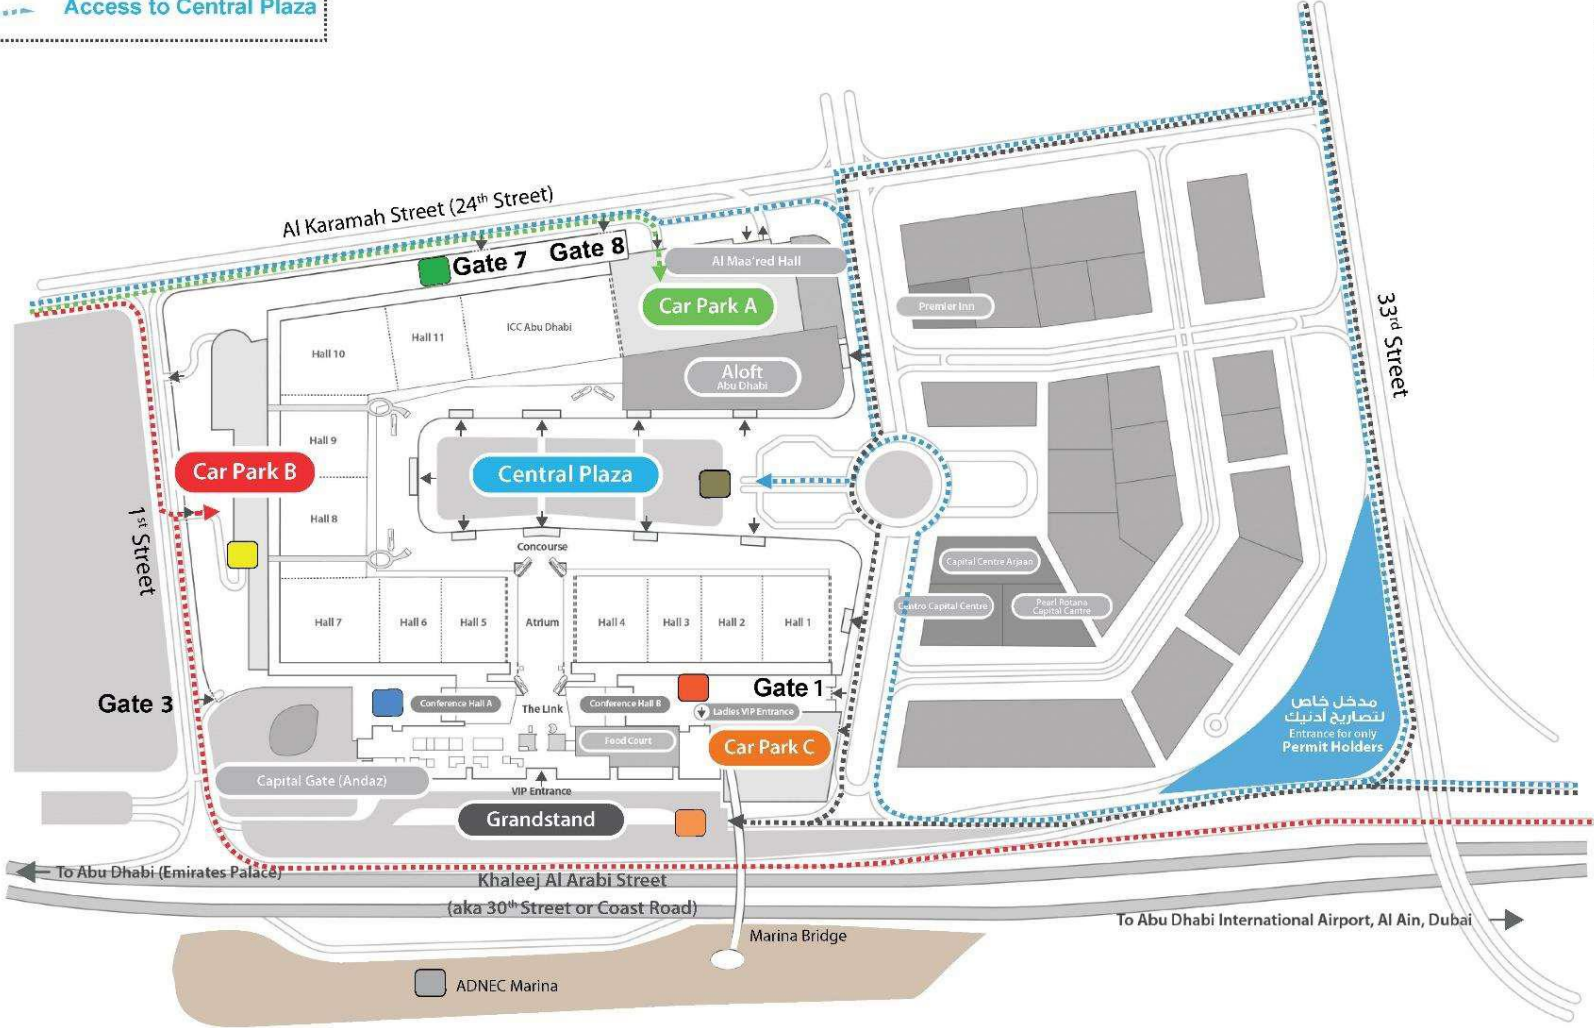 Access to Central Plaza
Al Karamah Street (24th Street)
Gate 7
Gate 8
Al Ma'red Hall
Car Park A
Premier Inn
33rd Street
ICC Abu Dhabi
Hall 11
Hall 10
Aloft
Abu Dhabi
Hall 9
Car Park B
Central Plaza
Hall 8
1st Street
Concourse
Capital Centre Arjaan
Centro Capital Centre
Pearl Rotana
Capital Centre
Hall 7
Hall 6
Hall 5
Atrium
Hall 4
Hall 3
Hall 2
Hall 1
Gate 3
Conference Hall A
The Link
Conference Hall B
Gate 1
Ladies VIP Entrance
مدخل خاص
لتصاريح أدنيك
Entrance for only
Permit Holders
Food Court
Car Park C
Capital Gate (Andaz)
VIP Entrance
Grandstand
To Abu Dhabi (Emirates Palace)
Khaleej Al Arabi Street
(aka 30th Street or Coast Road)
To Abu Dhabi International Airport, Al Ain, Dubai
Marina Bridge
ADNEC Marina